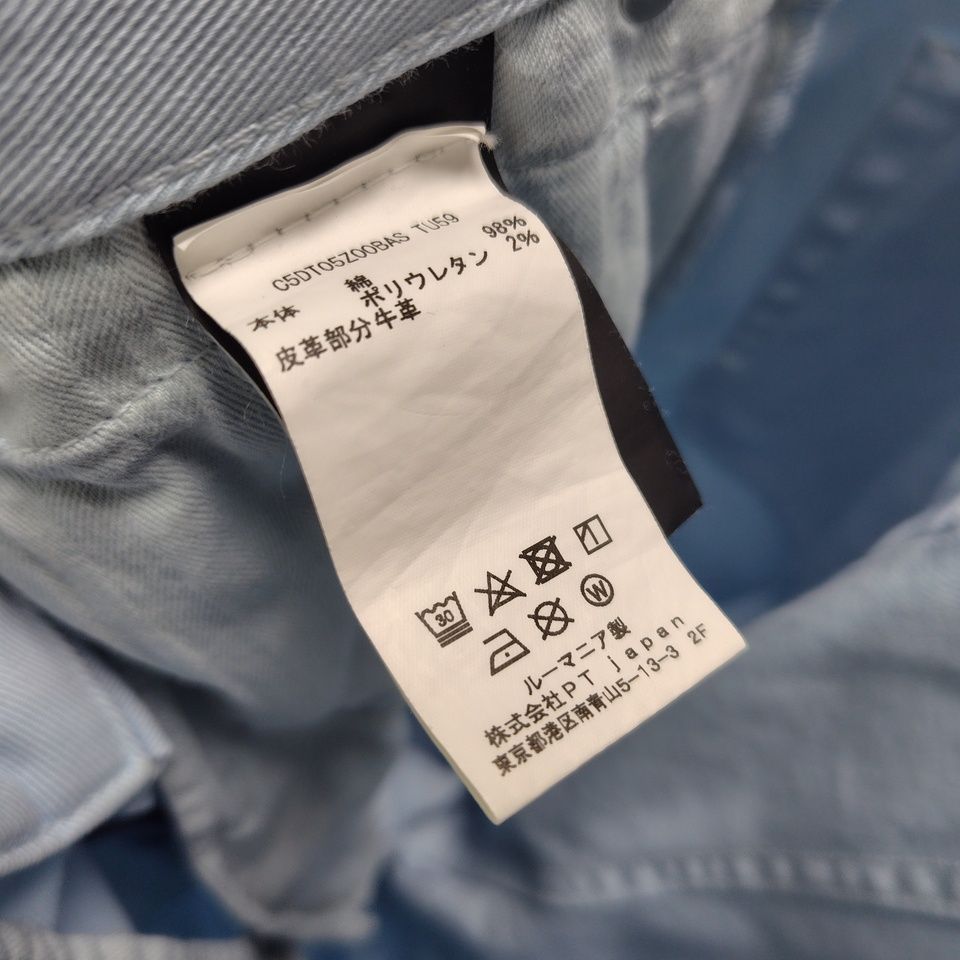 C5DT05Z00BAS TU59
本体 綿 98%
ポリウレタン 2%
皮革部分牛革
30
W
ルーマニア製
株式会社PT japan
東京都港区南青山5-13-3 2F